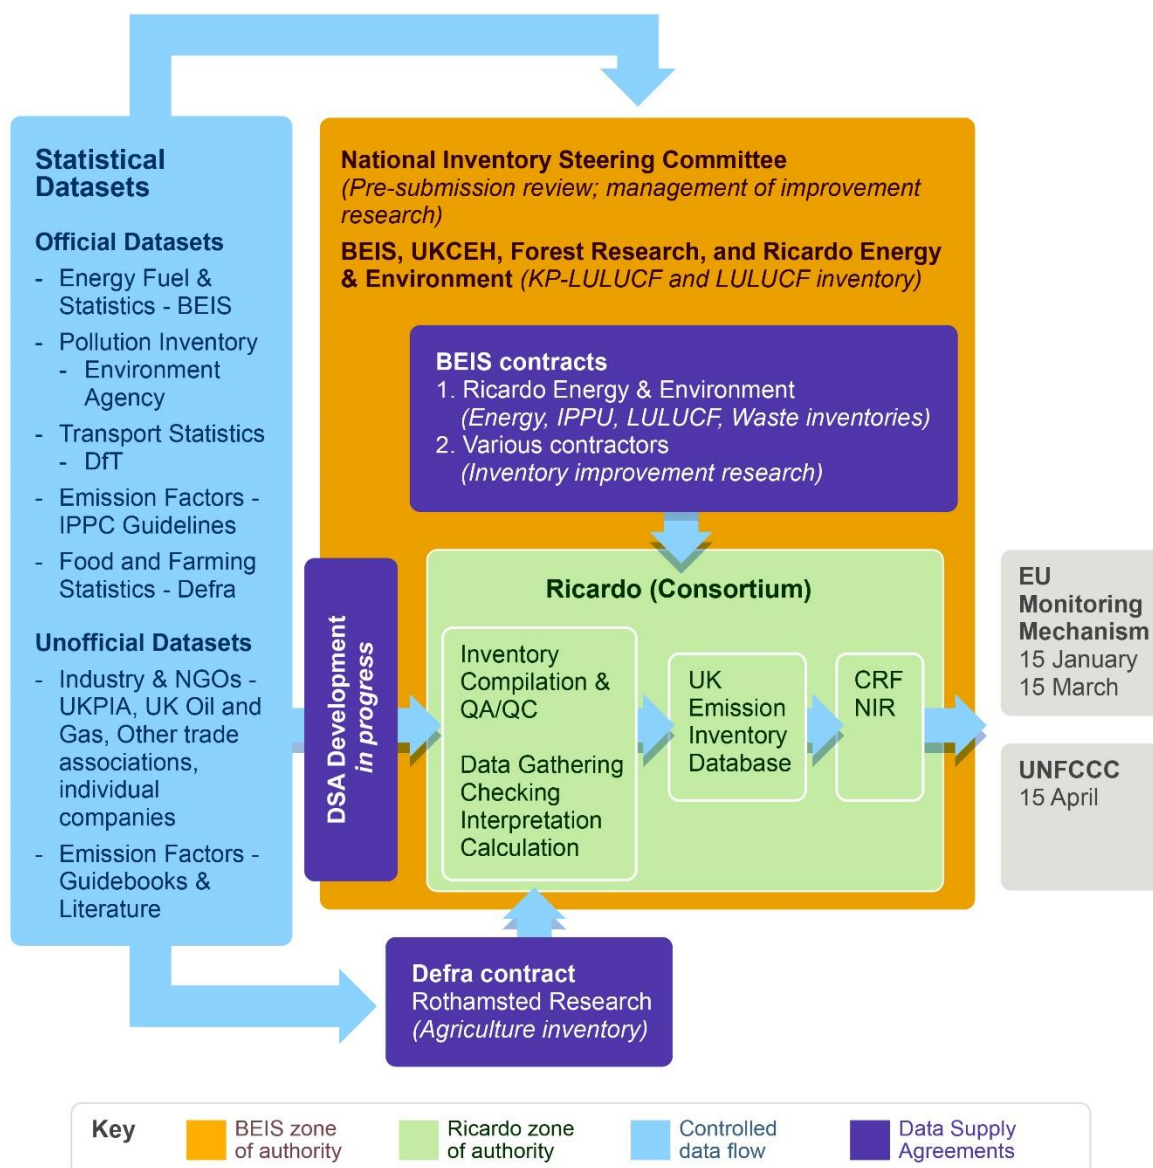 Statistical
Datasets
Official Datasets
- Energy Fuel &
Statistics - BEIS
- Pollution Inventory
- Environment
Agency
- Transport Statistics
- DfT
- Emission Factors -
IPPC Guidelines
- Food and Farming
Statistics - Defra
Unofficial Datasets
- Industry & NGOs -
UKPIA, UK Oil and
Gas, Other trade
associations,
individual
companies
- Emission Factors -
Guidebooks &
Literature
National Inventory Steering Committee
(Pre-submission review; management of improvement
research)
BEIS, UKCEH, Forest Research, and Ricardo Energy
& Environment (KP-LULUCF and LULUCF inventory)
BEIS contracts
1. Ricardo Energy & Environment
(Energy, IPPU, LULUCF, Waste inventories)
2. Various contractors
(Inventory improvement research)
DSA Development
in progress
Ricardo (Consortium)
Inventory
Compilation &
QA/QC
Data Gathering
Checking
Interpretation
Calculation
UK
Emission
Inventory
Database
CRF
NIR
EU
Monitoring
Mechanism
15 January
15 March
UNFCCC
15 April
Defra contract
Rothamsted Research
(Agriculture inventory)
Key
BEIS zone
of authority
Ricardo zone
of authority
Controlled
data flow
Data Supply
Agreements